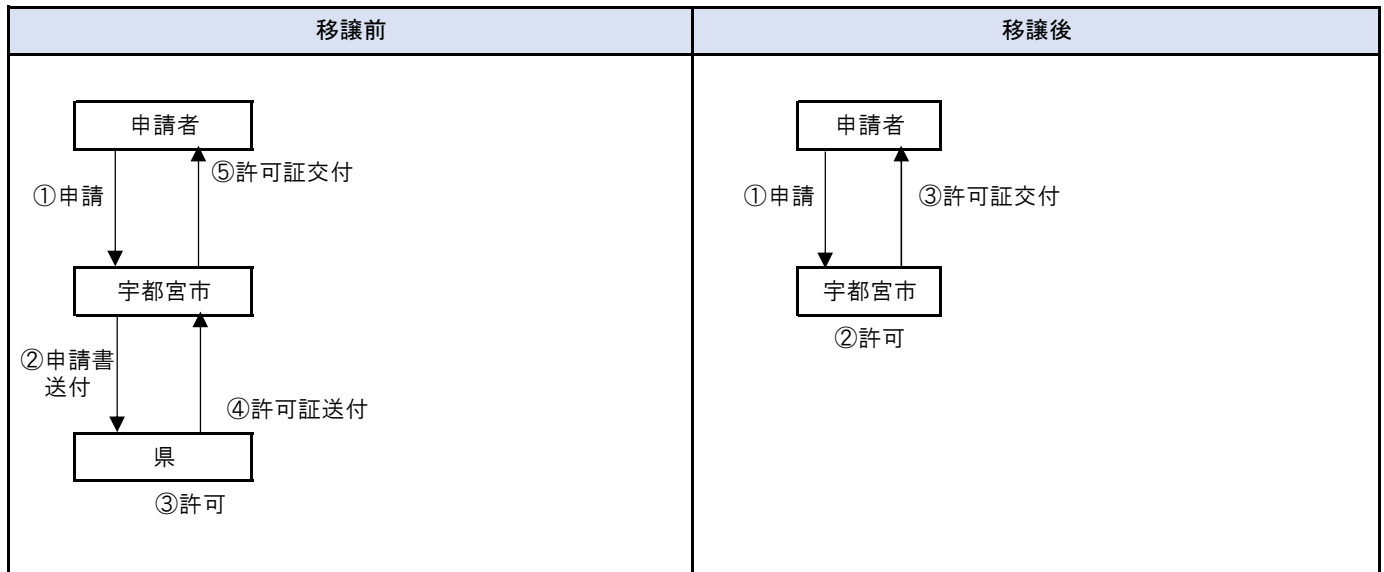 移譲前
移譲後
申請者
⑤許可証交付
①申請
宇都宮市
②申請書
送付
④許可証送付
県
③許可
申請者
①申請
③許可証交付
宇都宮市
②許可